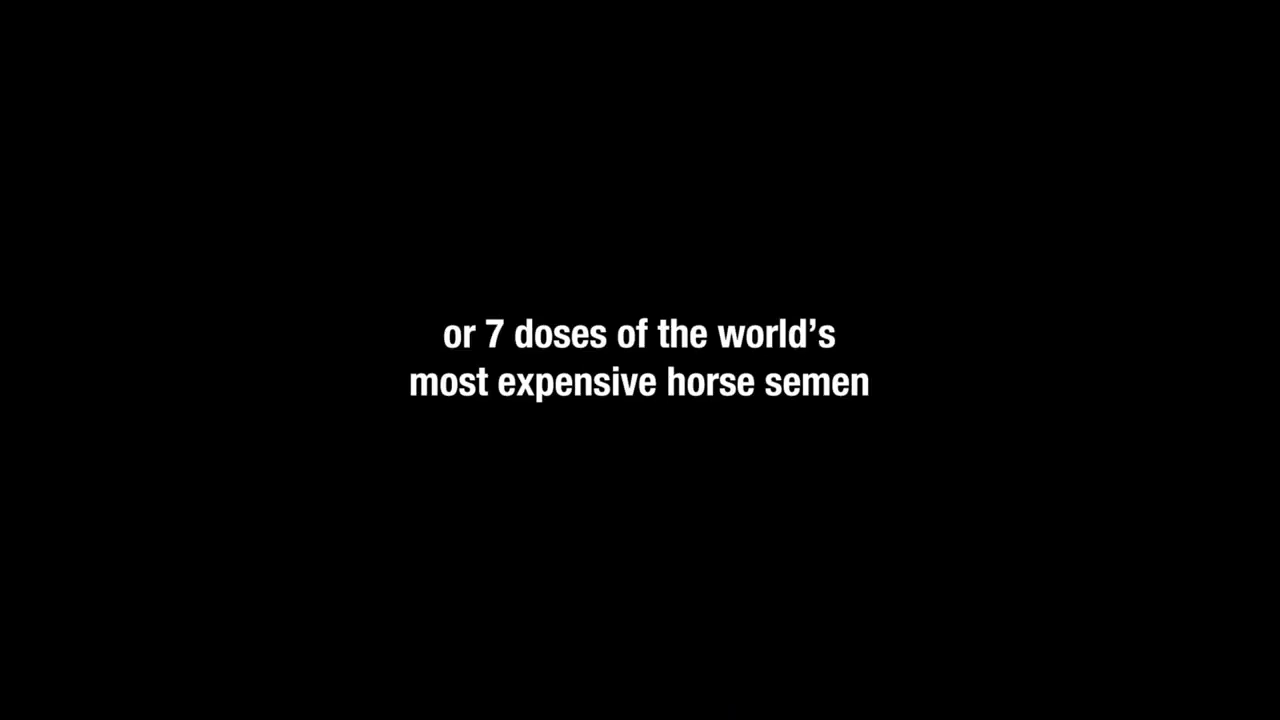 or 7 doses of the world’s
most expensive horse semen